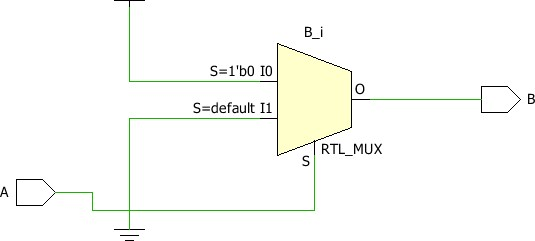 B_i
S=1'b0 I0
O
B
S=default I1
RTL_MUX
S
A